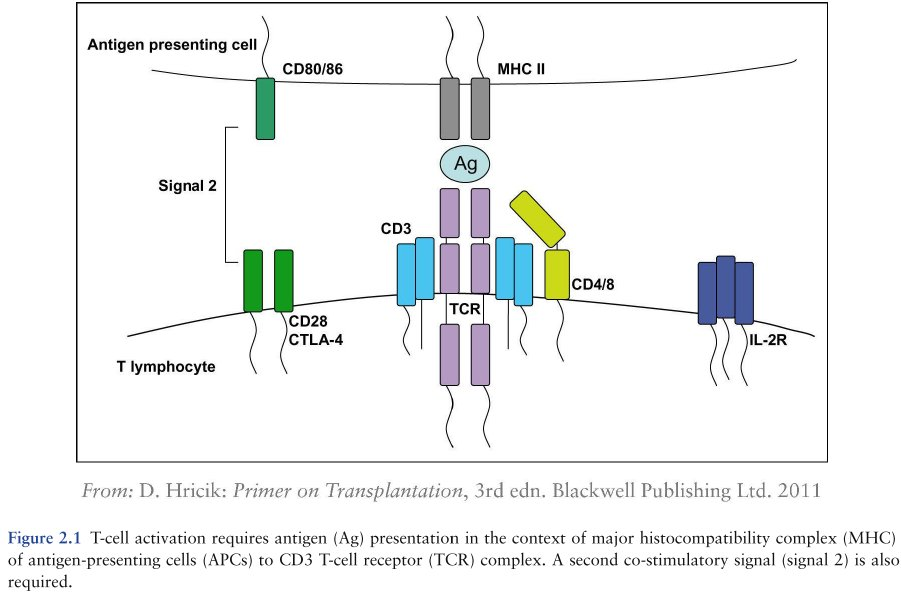 Antigen presenting cell
CD80/86
MHC II
Ag
Signal 2
CD3
CD4/8
TCR
CD28
CTLA-4
IL-2R
T lymphocyte
From: D. Hricik: Primer on Transplantation, 3rd edn. Blackwell Publishing Ltd. 2011
Figure 2.1 T-cell activation requires antigen (Ag) presentation in the context of major histocompatibility complex (MHC)
of antigen-presenting cells (APCs) to CD3 T-cell receptor (TCR) complex. A second co-stimulatory signal (signal 2) is also
required.